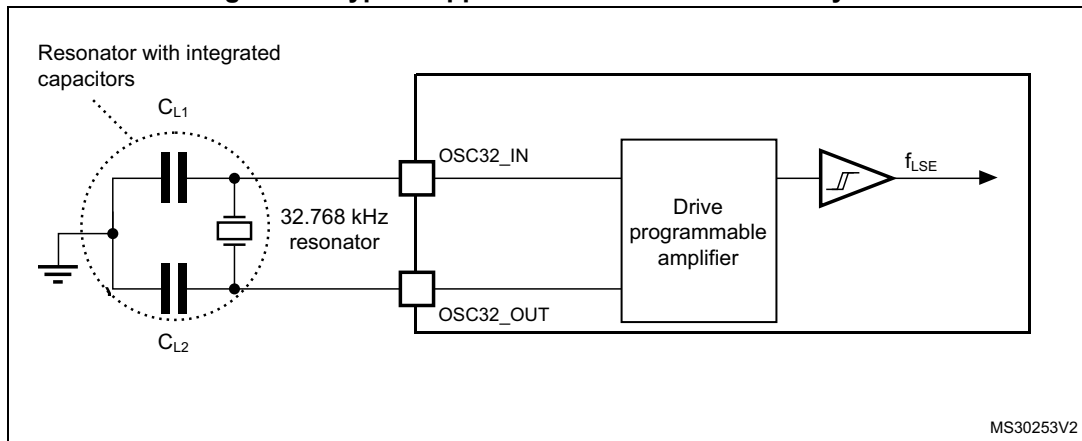 Resonator with integrated
capacitors
CL1
OSC32_IN
fLSE
32.768 kHz
resonator
Drive
programmable
amplifier
OSC32_OUT
CL2
MS30253V2